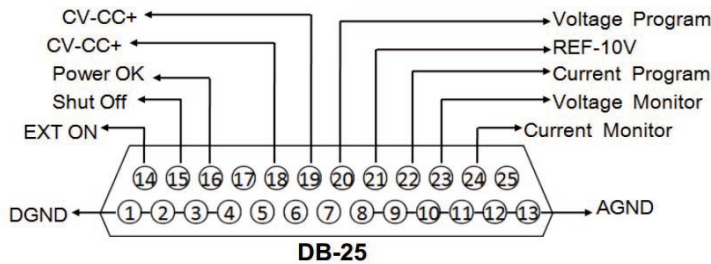 CV-CC+
CV-CC+
Power OK
Shut Off
EXT ON
Voltage Program
REF-10V
Current Program
Voltage Monitor
Current Monitor
14 15 16 17 18 19 20 21 22 23 24 25
DGND 1 2 3 4 5 6 7 8 9 10 11 12 13 AGND
DB-25